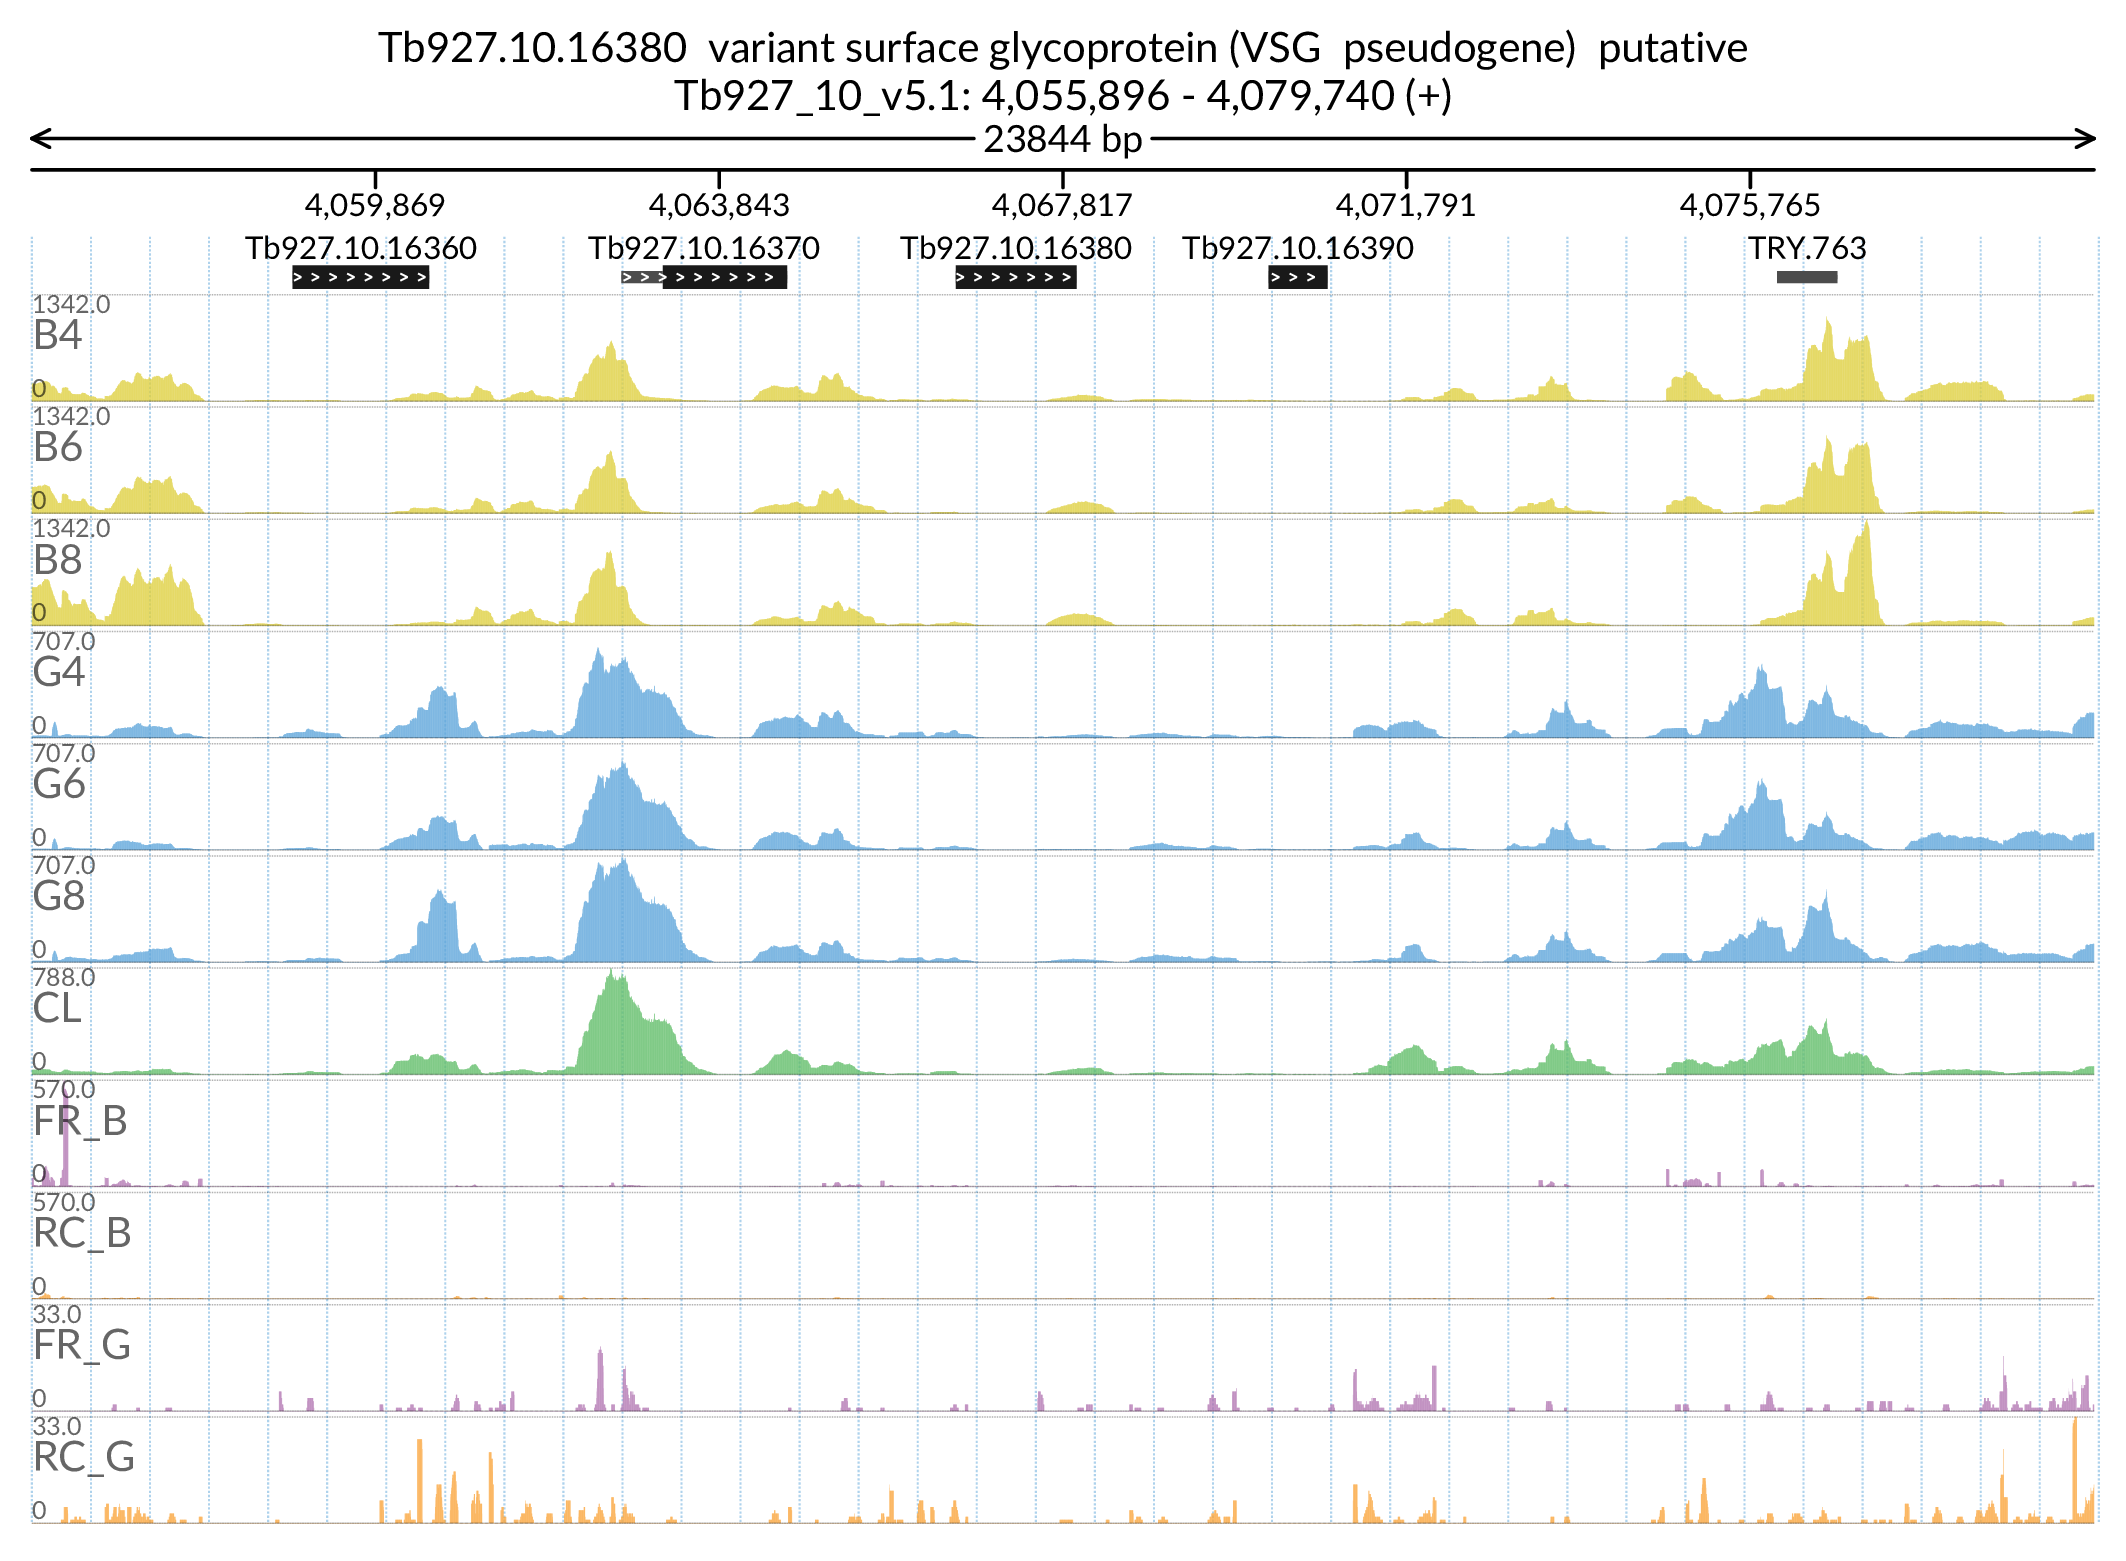 Tb927.10.16380 variant surface glycoprotein (VSG pseudogene) putative
Tb927_10_v5.1: 4,055,896 - 4,079,740 (+)
23844 bp
4,059,869 4,063,843 4,067,817 4,071,791 4,075,765
Tb927.10.16360 Tb927.10.16370 Tb927.10.16380 Tb927.10.16390 TRY.763
1342.0
B4
0
1342.0
B6
0
1342.0
B8
0
707.0
G4
0
707.0
G6
0
707.0
G8
0
788.0
CL
0
570.0
FR_B
0
570.0
RC_B
0
33.0
FR_G
0
33.0
RC_G
0